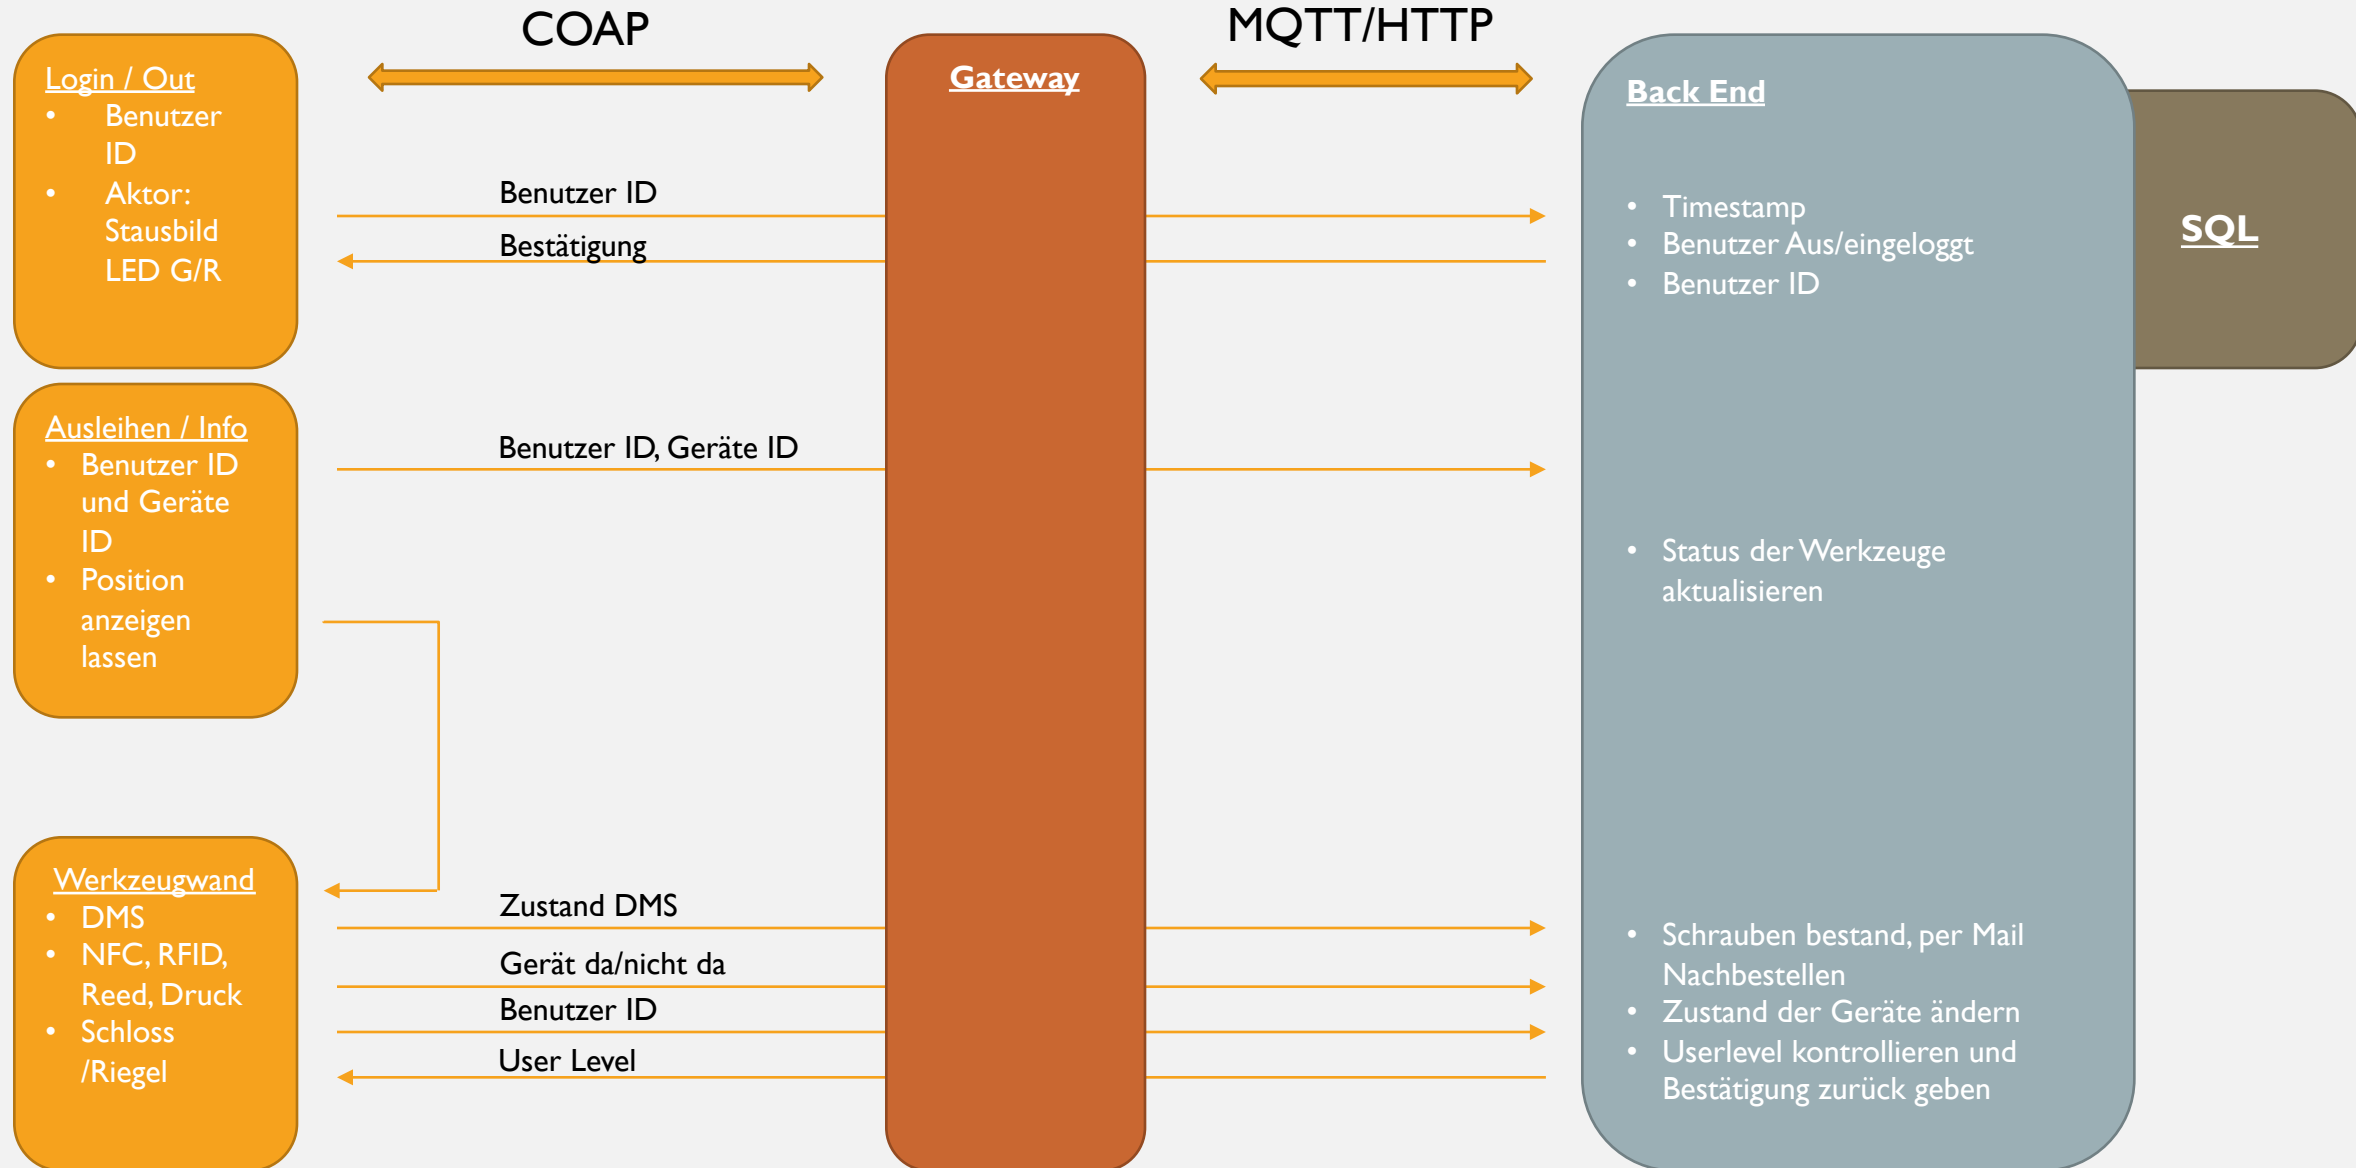 COAP
MQTT/HTTP
Login / Out
• Benutzer
ID
• Aktor:
Stausbild
LED G/R
Gateway
Back End
• Timestamp
• Benutzer Aus/eingeloggt
• Benutzer ID
SQL
Benutzer ID
Bestätigung
Ausleihen / Info
• Benutzer ID
und Geräte
ID
• Position
anzeigen
lassen
Benutzer ID, Geräte ID
• Status der Werkzeuge
aktualisieren
Werkzeugwand
• DMS
• NFC, RFID,
Reed, Druck
• Schloss
/Riegel
Zustand DMS
Gerät da/nicht da
Benutzer ID
User Level
• Schrauben bestand, per Mail
Nachbestellen
• Zustand der Geräte ändern
• Userlevel kontrollieren und
Bestätigung zurück geben